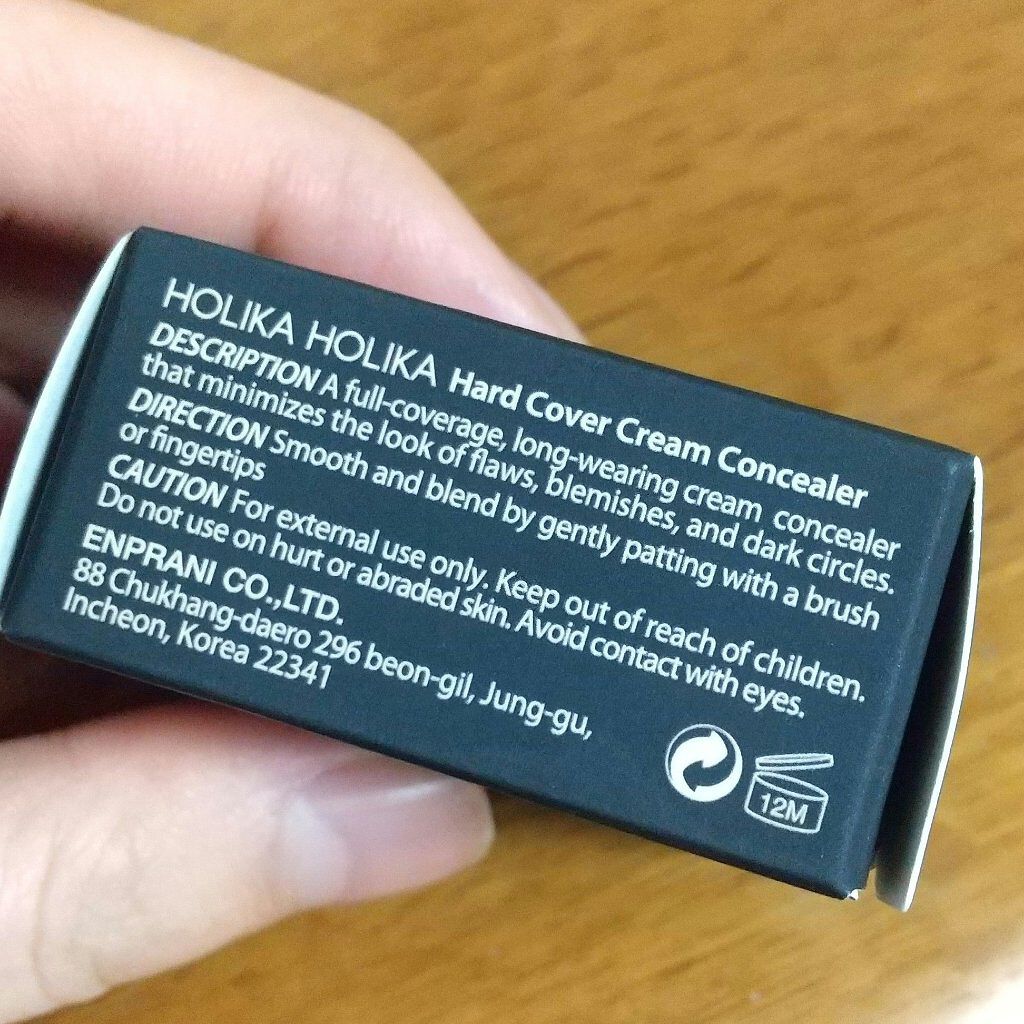 HOLIKA HOLIKA Hard Cover Cream Concealer
DESCRIPTION A full-coverage, long-wearing cream concealer
that minimizes the look of flaws, blemishes, and dark circles.
DIRECTION Smooth and blend by gently patting with a brush
or fingertips
CAUTION For external use only. Keep out of reach of children.
Do not use on hurt or abraded skin. Avoid contact with eyes.
ENPRANI CO.,LTD.
88 Chukhang-daero 296 beon-gil, Jung-gu,
Incheon, Korea 22341
12M